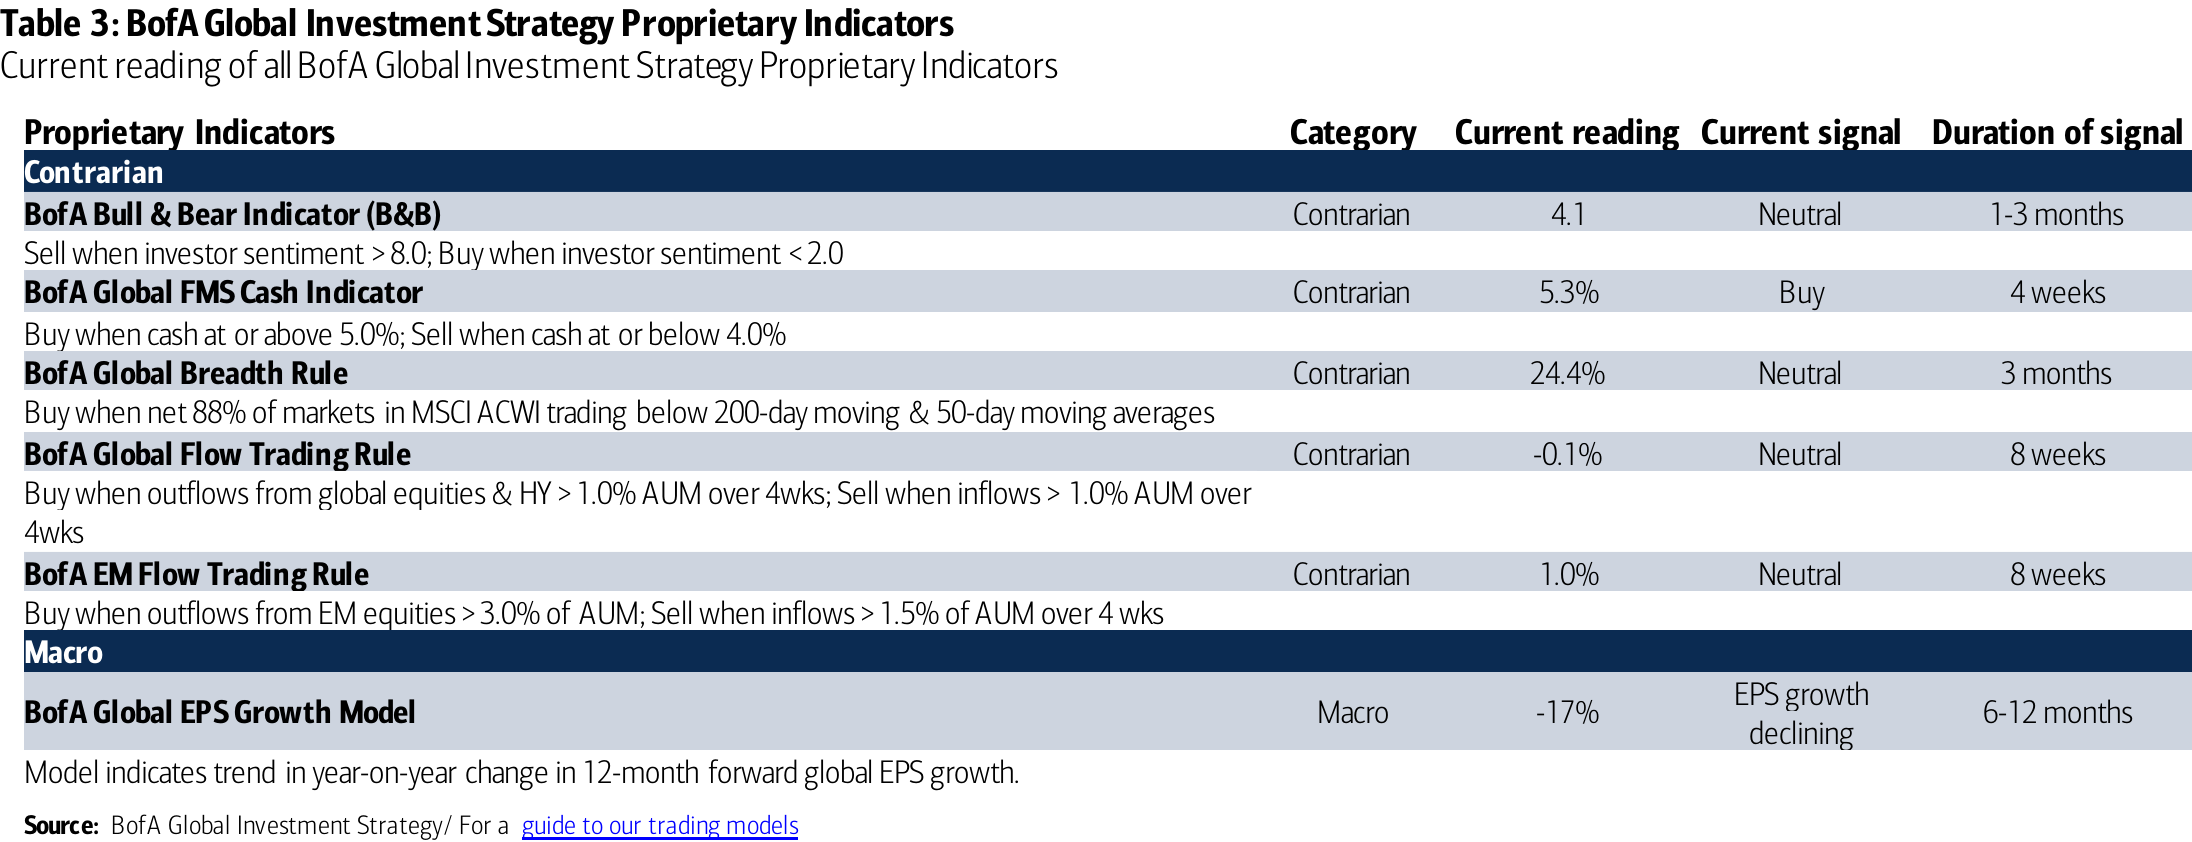 Table 3: BofA Global Investment Strategy Proprietary Indicators
Current reading of all BofA Global Investment Strategy Proprietary Indicators
Proprietary Indicators Category Current reading Current signal Duration of signal
Contrarian
BofA Bull & Bear Indicator (B&B) Contrarian 4.1 Neutral 1-3 months
Sell when investor sentiment > 8.0; Buy when investor sentiment < 2.0
BofA Global FMS Cash Indicator Contrarian 5.3% Buy 4 weeks
Buy when cash at or above 5.0%; Sell when cash at or below 4.0%
BofA Global Breadth Rule Contrarian 24.4% Neutral 3 months
Buy when net 88% of markets in MSCI ACWI trading below 200-day moving & 50-day moving averages
BofA Global Flow Trading Rule Contrarian -0.1% Neutral 8 weeks
Buy when outflows from global equities & HY > 1.0% AUM over 4wks; Sell when inflows > 1.0% AUM over
4wks
BofA EM Flow Trading Rule Contrarian 1.0% Neutral 8 weeks
Buy when outflows from EM equities > 3.0% of AUM; Sell when inflows > 1.5% of AUM over 4 wks
Macro
BofA Global EPS Growth Model Macro -17% EPS growth
declining 6-12 months
Model indicates trend in year-on-year change in 12-month forward global EPS growth.
Source: BofA Global Investment Strategy/ For a guide to our trading models